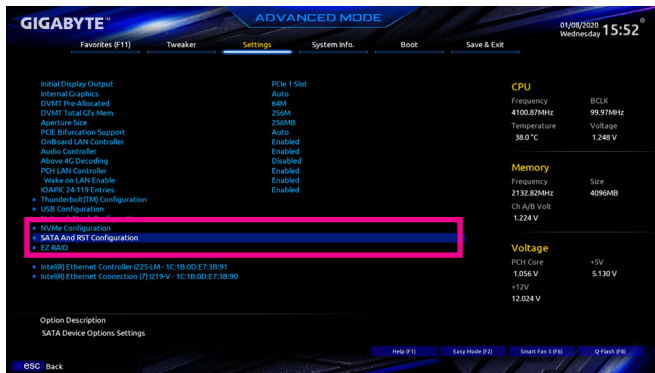 GIGABYTE™
ADVANCED MODE
01/08/2020
Wednesday 15:52
Favorites (F11) Tweaker Settings System Info. Boot Save & Exit
Initial Display Output PCIe 1 Slot
Internal Graphics Auto
DVMT Pre-Allocated 64M
DVMT Total Gfx Mem 256M
Aperture Size 256MB
PCIE Bifurcation Support Auto
OnBoard LAN Controller Enabled
Audio Controller Enabled
Above 4G Decoding Disabled
PCH LAN Controller Enabled
Wake on LAN Enable Enabled
IOAPIC 24-119 Entries Enabled
Thunderbolt(TM) Configuration
USB Configuration
NVMe Configuration
SATA And RST Configuration
EZ RAID
Intel(R) Ethernet Controller I225-LM - 1C:1B:0D:E7:3B:91
Intel(R) Ethernet Connection (7) I219-V - 1C:1B:0D:E7:3B:90
CPU
Frequency BCLK
4100.87MHz 99.97MHz
Temperature Voltage
38.0 °C 1.248 V
Memory
Frequency Size
2132.82MHz 4096MB
Ch A/B Volt
1.224 V
Voltage
PCH Core +5V
1.056 V 5.130 V
+12V
12.024 V
Option Description
SATA Device Options Settings
Help (F1) Easy Mode (F2) Smart Fan 5 (F6) Q-Flash (F8)
esc Back